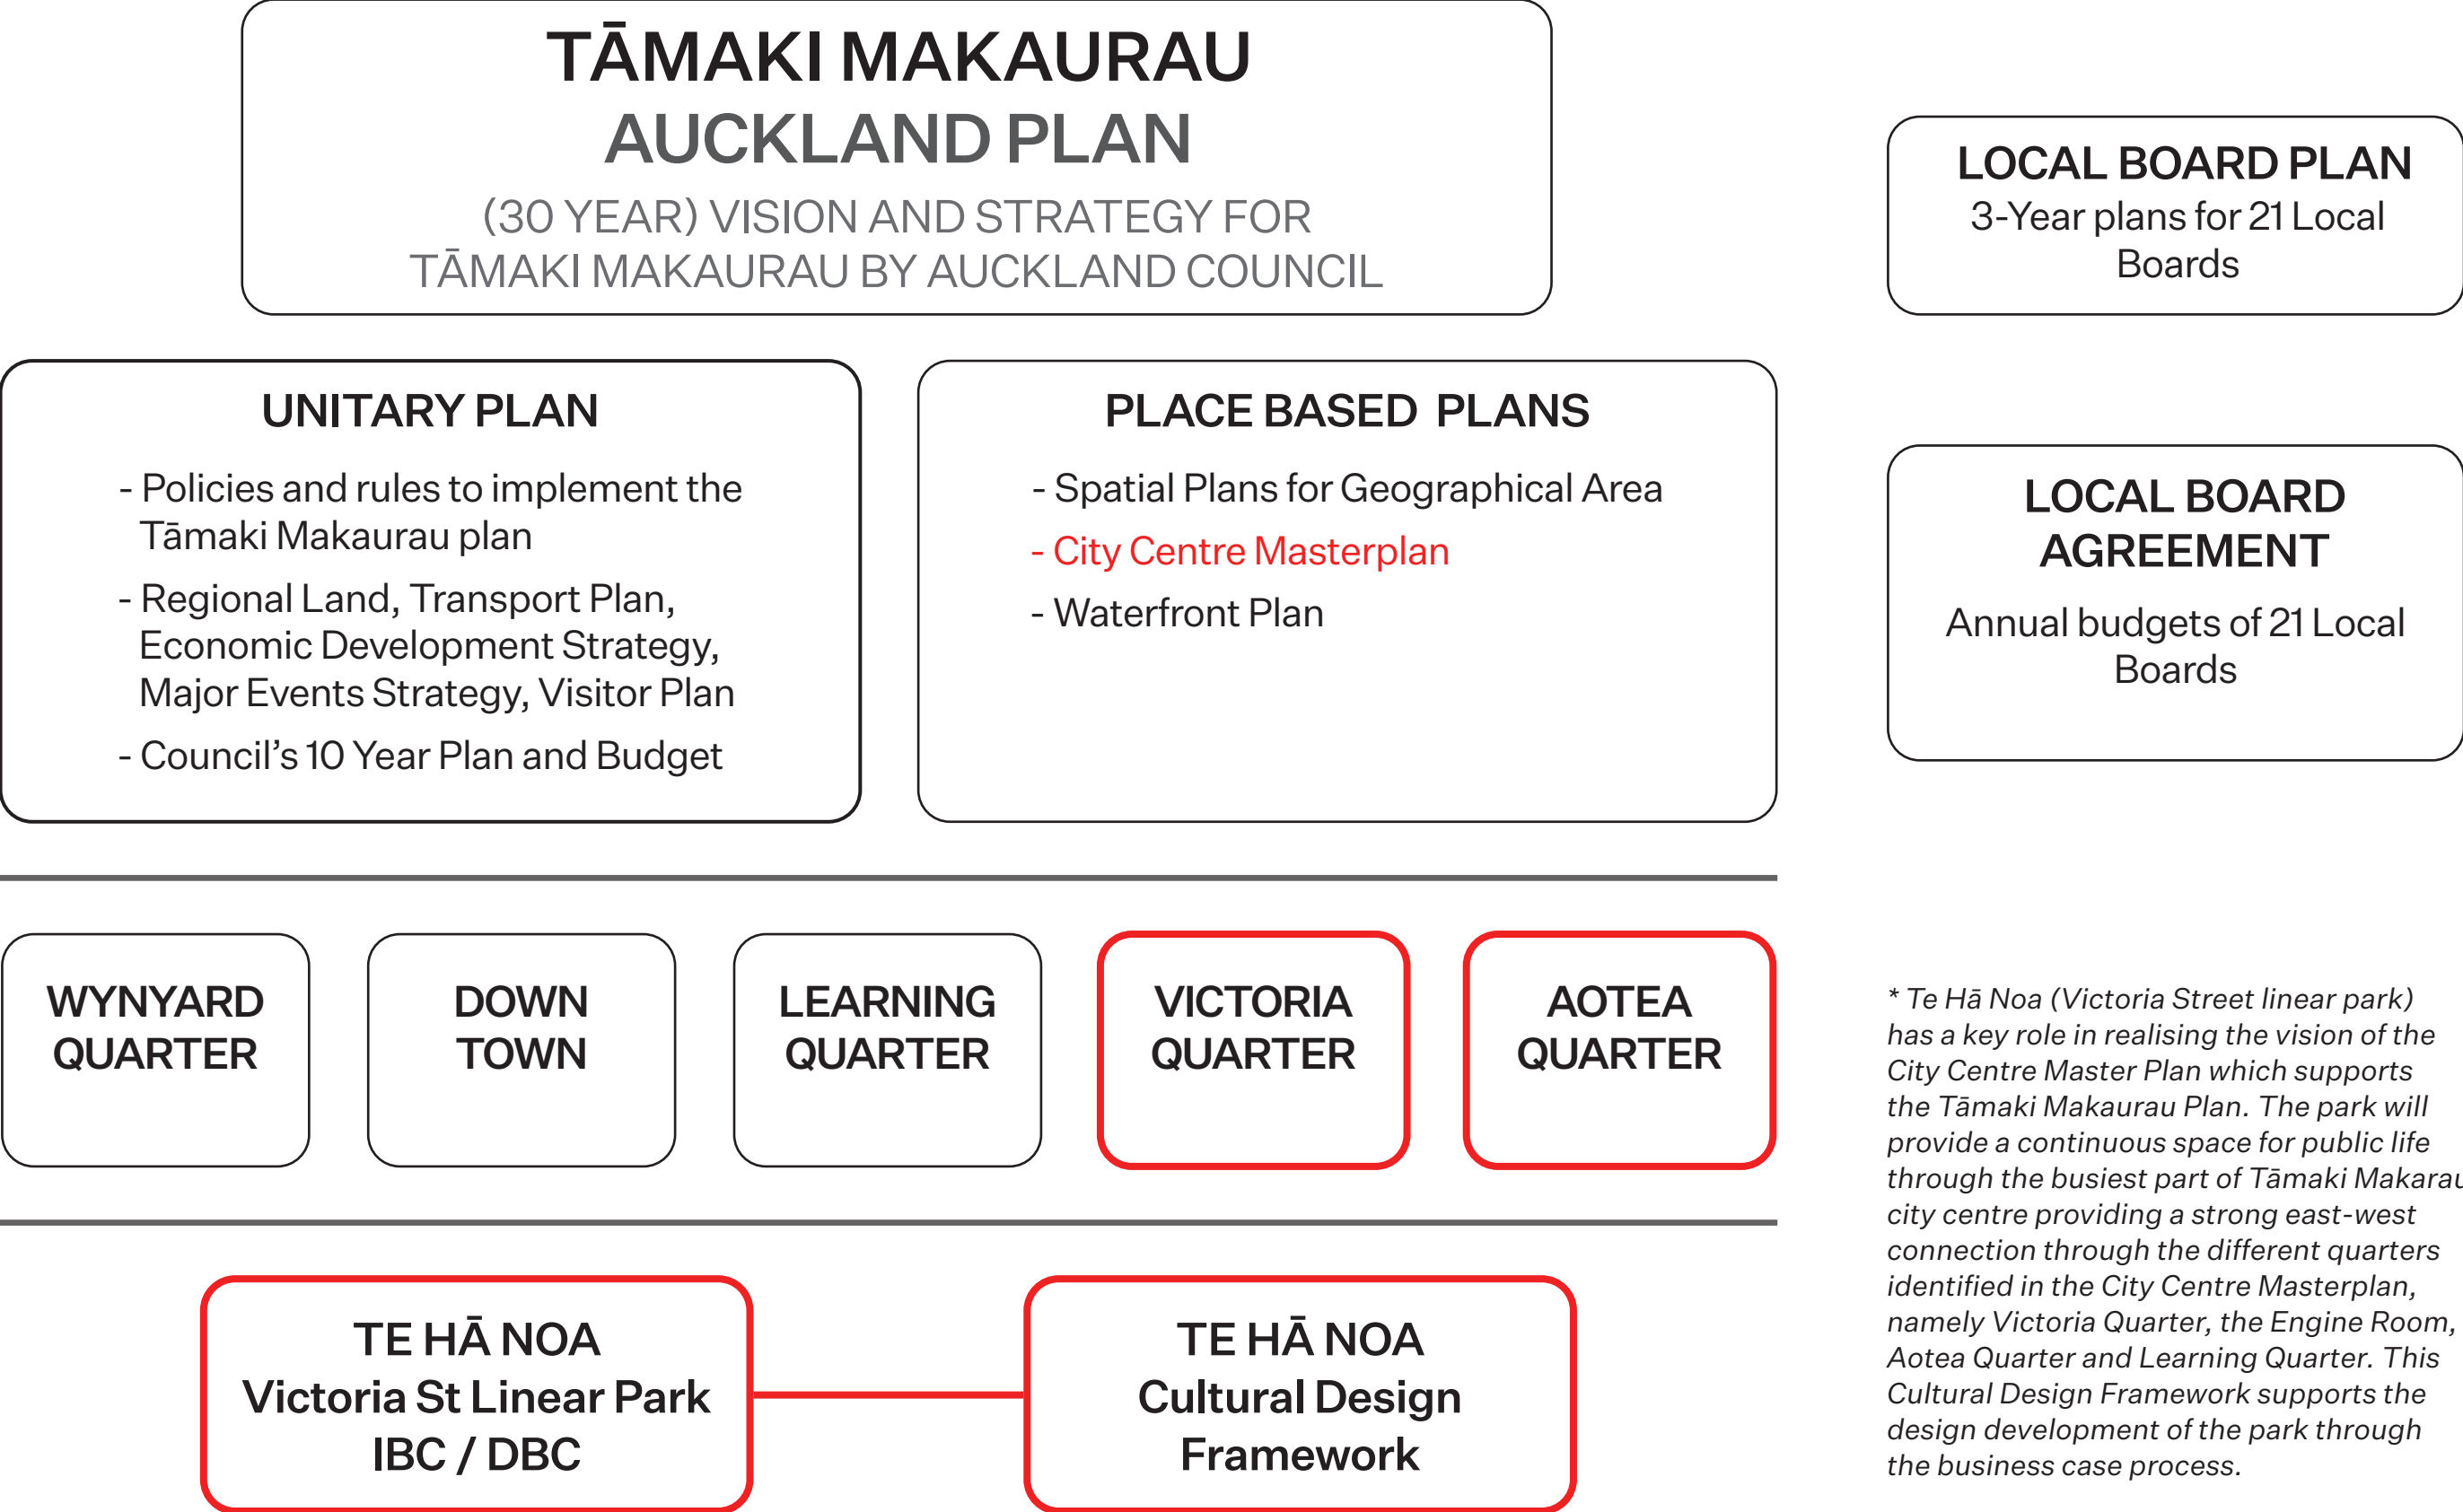 TĀMAKI MAKAURAU
AUCKLAND PLAN
(30 YEAR) VISION AND STRATEGY FOR
TĀMAKI MAKAURAU BY AUCKLAND COUNCIL
LOCAL BOARD PLAN
3-Year plans for 21 Local
Boards
UNITARY PLAN
- Policies and rules to implement the
Tāmaki Makaurau plan
- Regional Land, Transport Plan,
Economic Development Strategy,
Major Events Strategy, Visitor Plan
- Council’s 10 Year Plan and Budget
PLACE BASED PLANS
- Spatial Plans for Geographical Area
- City Centre Masterplan
- Waterfront Plan
LOCAL BOARD
AGREEMENT
Annual budgets of 21 Local
Boards
WYNYARD
QUARTER
DOWN
TOWN
LEARNING
QUARTER
VICTORIA
QUARTER
AOTEA
QUARTER
* Te Hā Noa (Victoria Street linear park)
has a key role in realising the vision of the
City Centre Master Plan which supports
the Tāmaki Makaurau Plan. The park will
provide a continuous space for public life
through the busiest part of Tāmaki Makarau
city centre providing a strong east-west
connection through the different quarters
identified in the City Centre Masterplan,
namely Victoria Quarter, the Engine Room,
Aotea Quarter and Learning Quarter. This
Cultural Design Framework supports the
design development of the park through
the business case process.
TE HĀ NOA
Victoria St Linear Park
IBC / DBC
TE HĀ NOA
Cultural Design
Framework